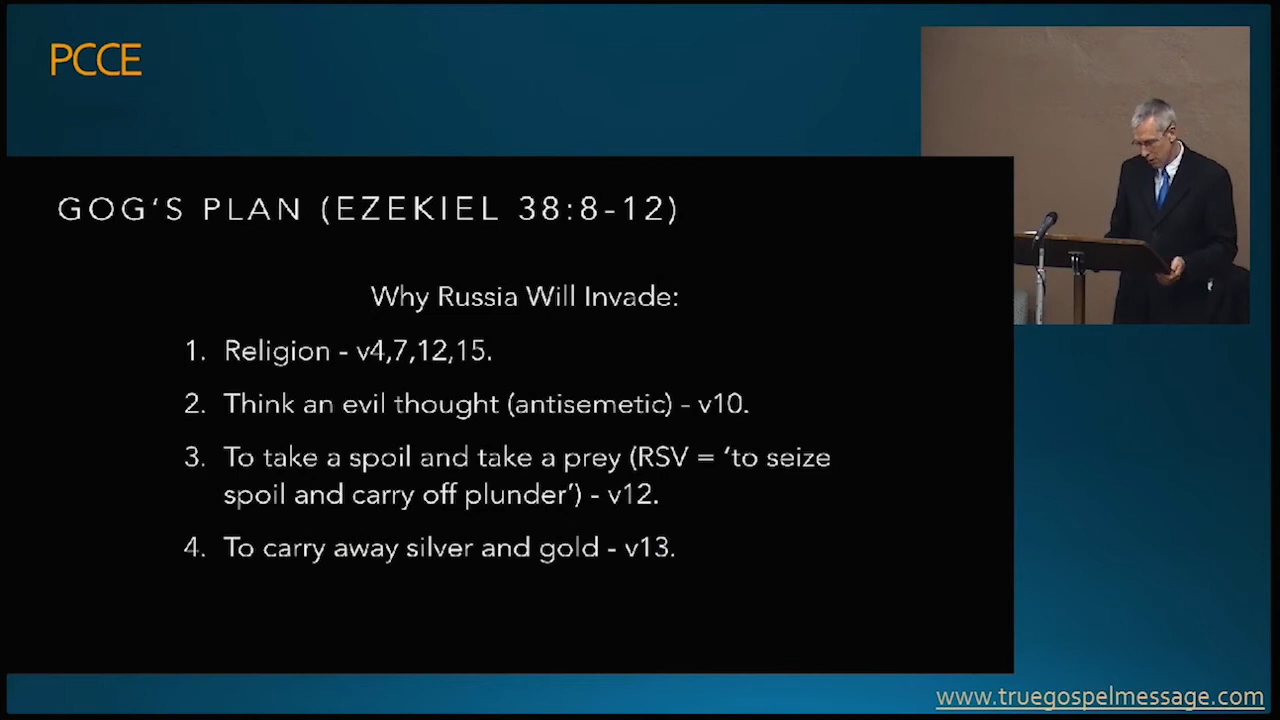 PCCE
GOG'S PLAN (EZEKIEL 38:8-12)
Why Russia Will Invade:
1. Religion - v4,7,12,15.
2. Think an evil thought (antisemetic) - v10.
3. To take a spoil and take a prey (RSV = 'to seize
spoil and carry off plunder') - v12.
4. To carry away silver and gold - v13.
www.truegospelmessage.com